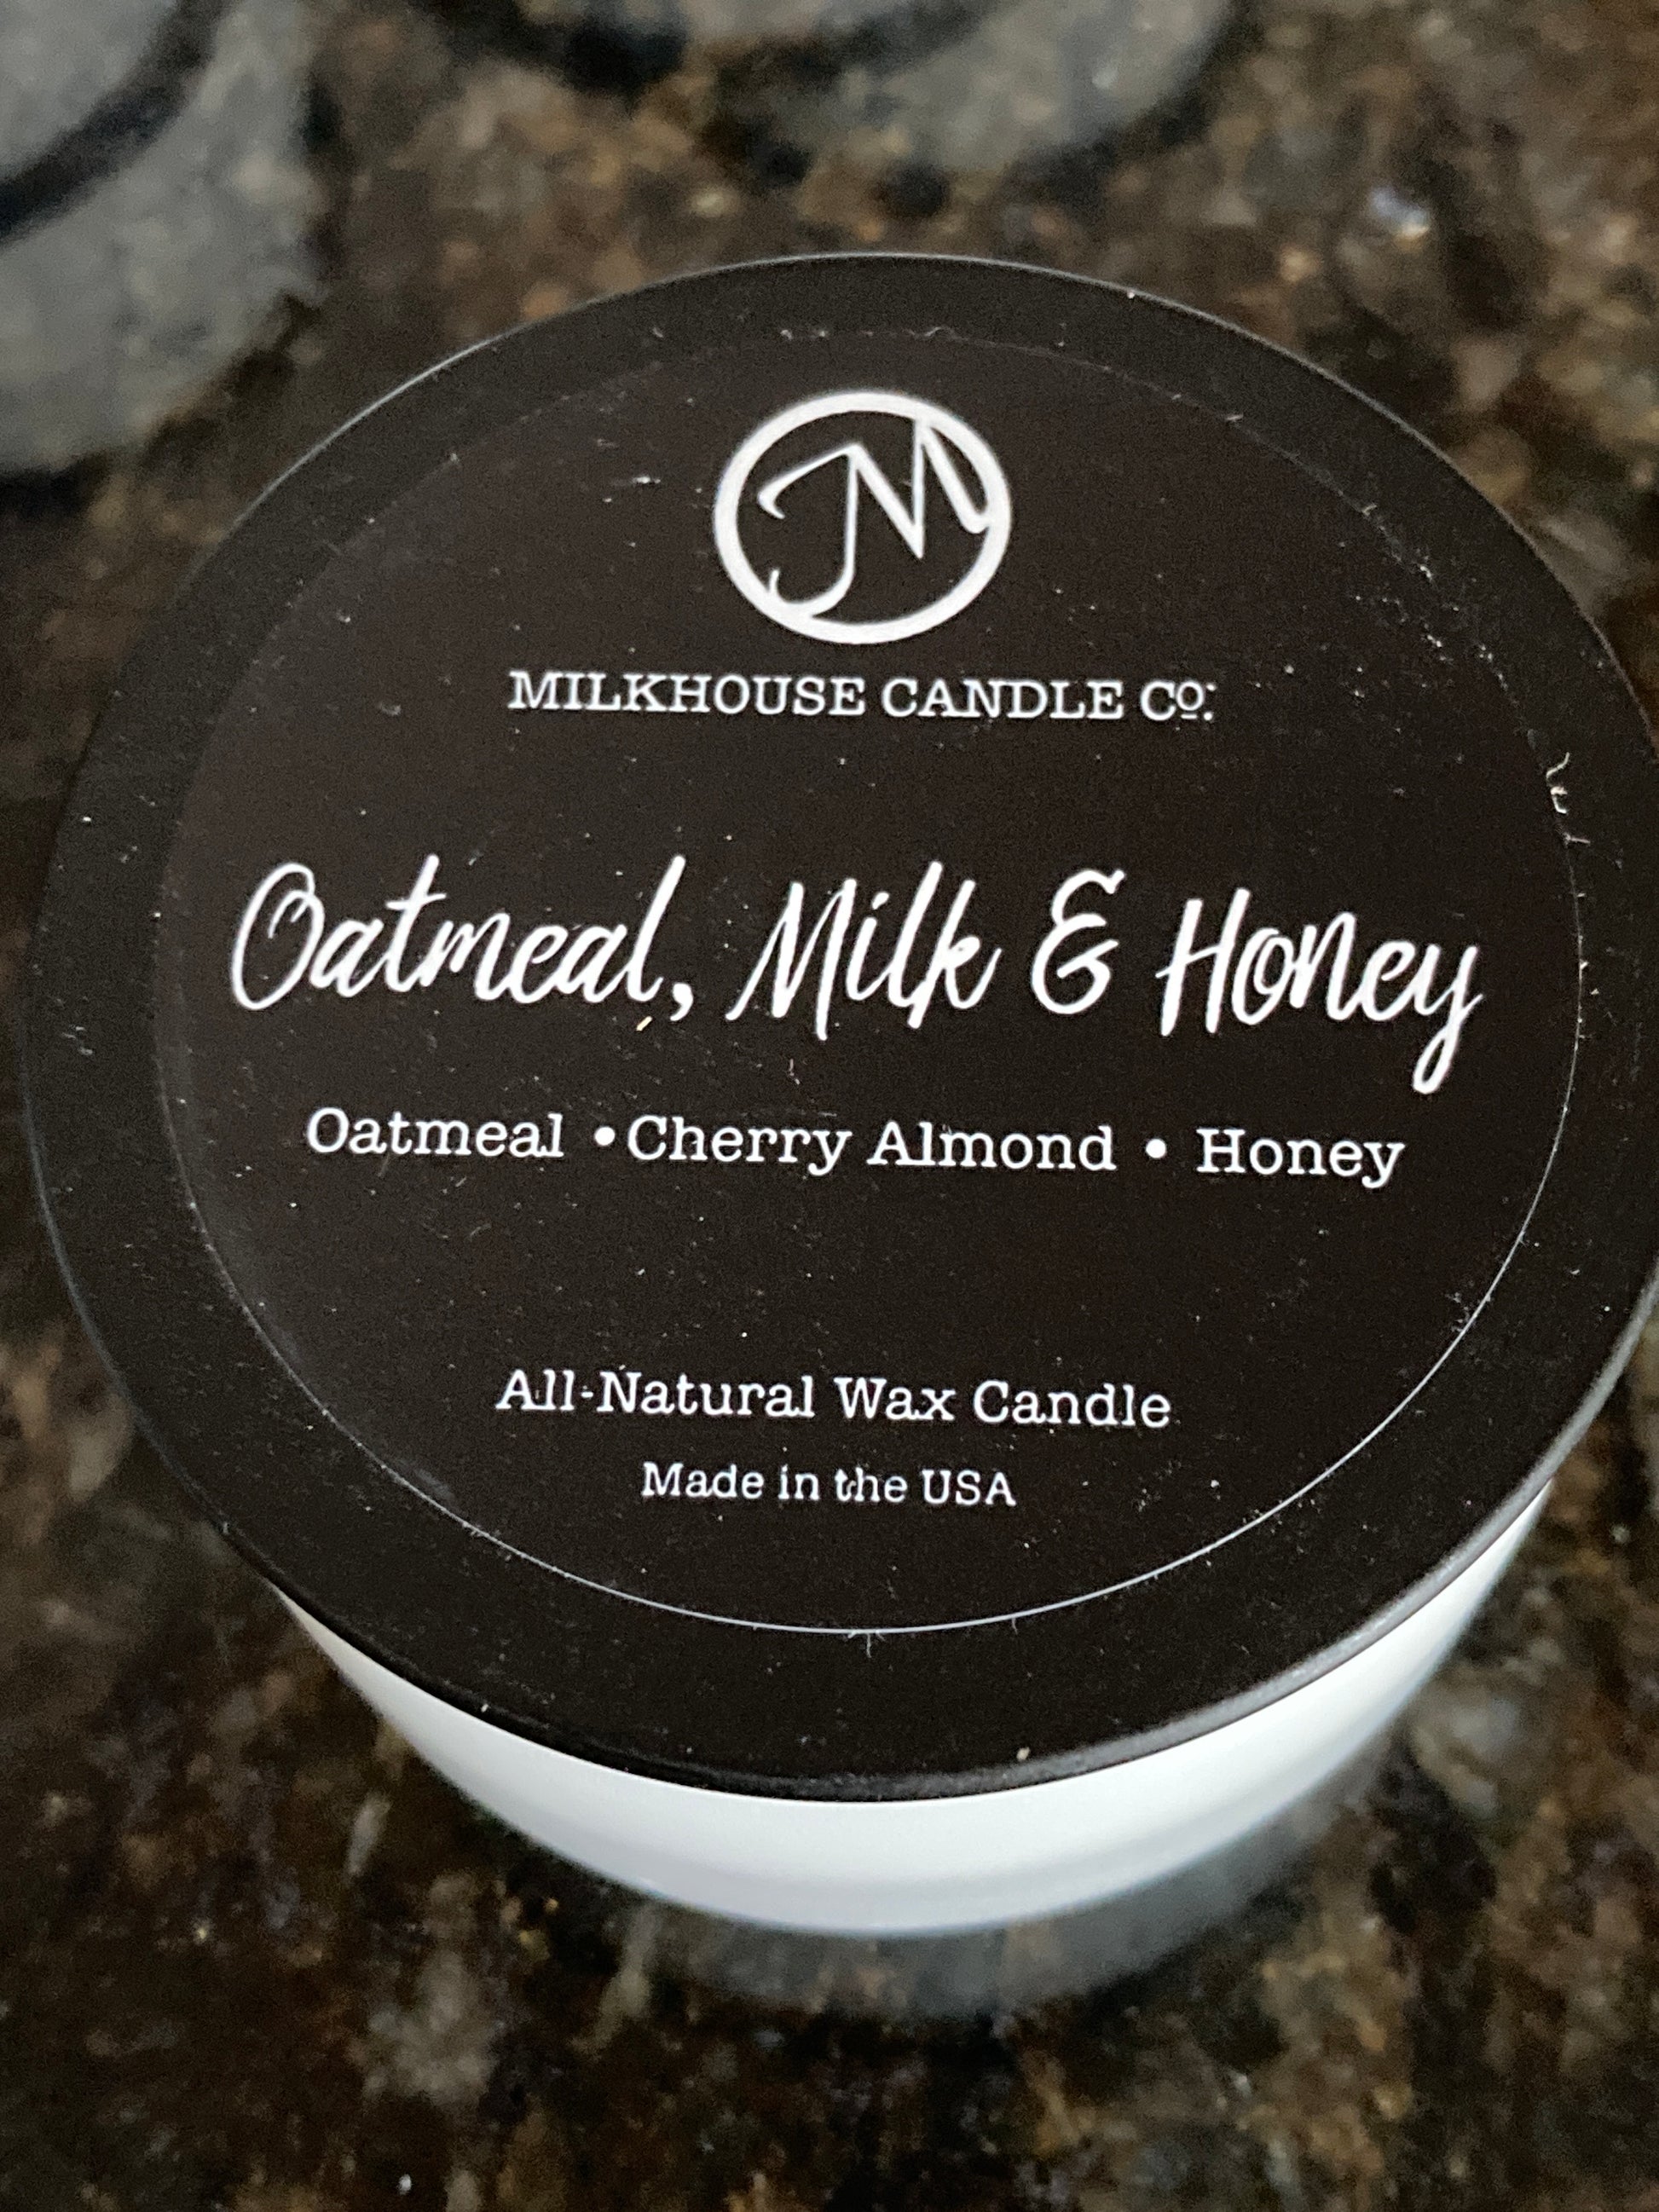 M
MILKHOUSE CANDLE Co.
Oatmeal, Milk & Honey
Oatmeal • Cherry Almond • Honey
All-Natural Wax Candle
Made in the USA